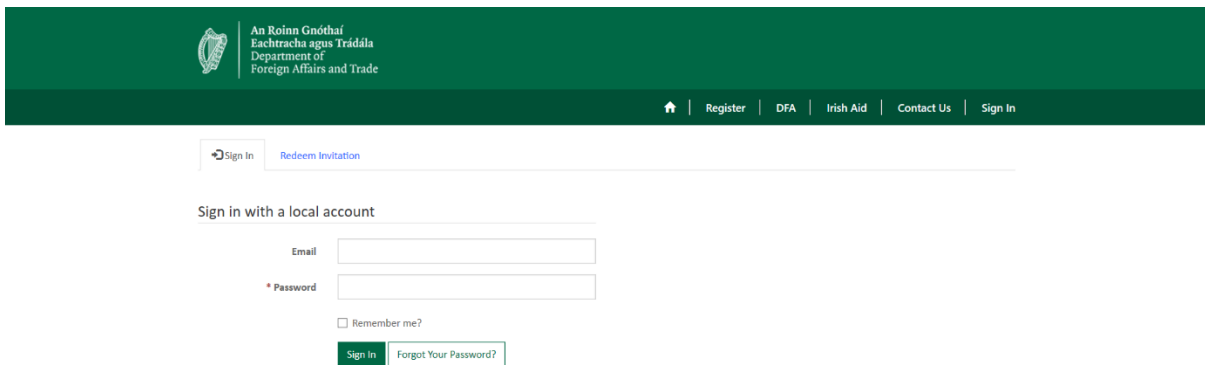 An Roinn Gnóthaí
Eachtracha agus Trádála
Department of
Foreign Affairs and Trade
Register | DFA | Irish Aid | Contact Us | Sign In
Sign In Redeem Invitation
Sign in with a local account
Email
* Password
Remember me?
Sign In Forgot Your Password?